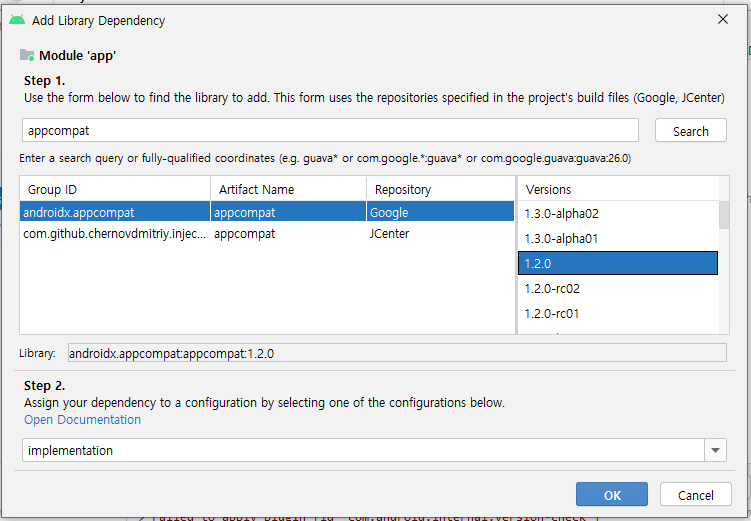 Add Library Dependency
Module 'app'
Step 1.
Use the form below to find the library to add. This form uses the repositories specified in the project's build files (Google, JCenter)
appcompat
Search
Enter a search query or fully-qualified coordinates (e.g. guava* or com.google.*:guava* or com.google.guava:guava:26.0)
Group ID Artifact Name Repository Versions
androidx.appcompat appcompat Google 1.3.0-alpha02
com.github.chernovdmitriy.injec... appcompat JCenter 1.3.0-alpha01
1.2.0
1.2.0-rc02
1.2.0-rc01
Library: androidx.appcompat:appcompat:1.2.0
Step 2.
Assign your dependency to a configuration by selecting one of the configurations below.
Open Documentation
implementation
OK Cancel